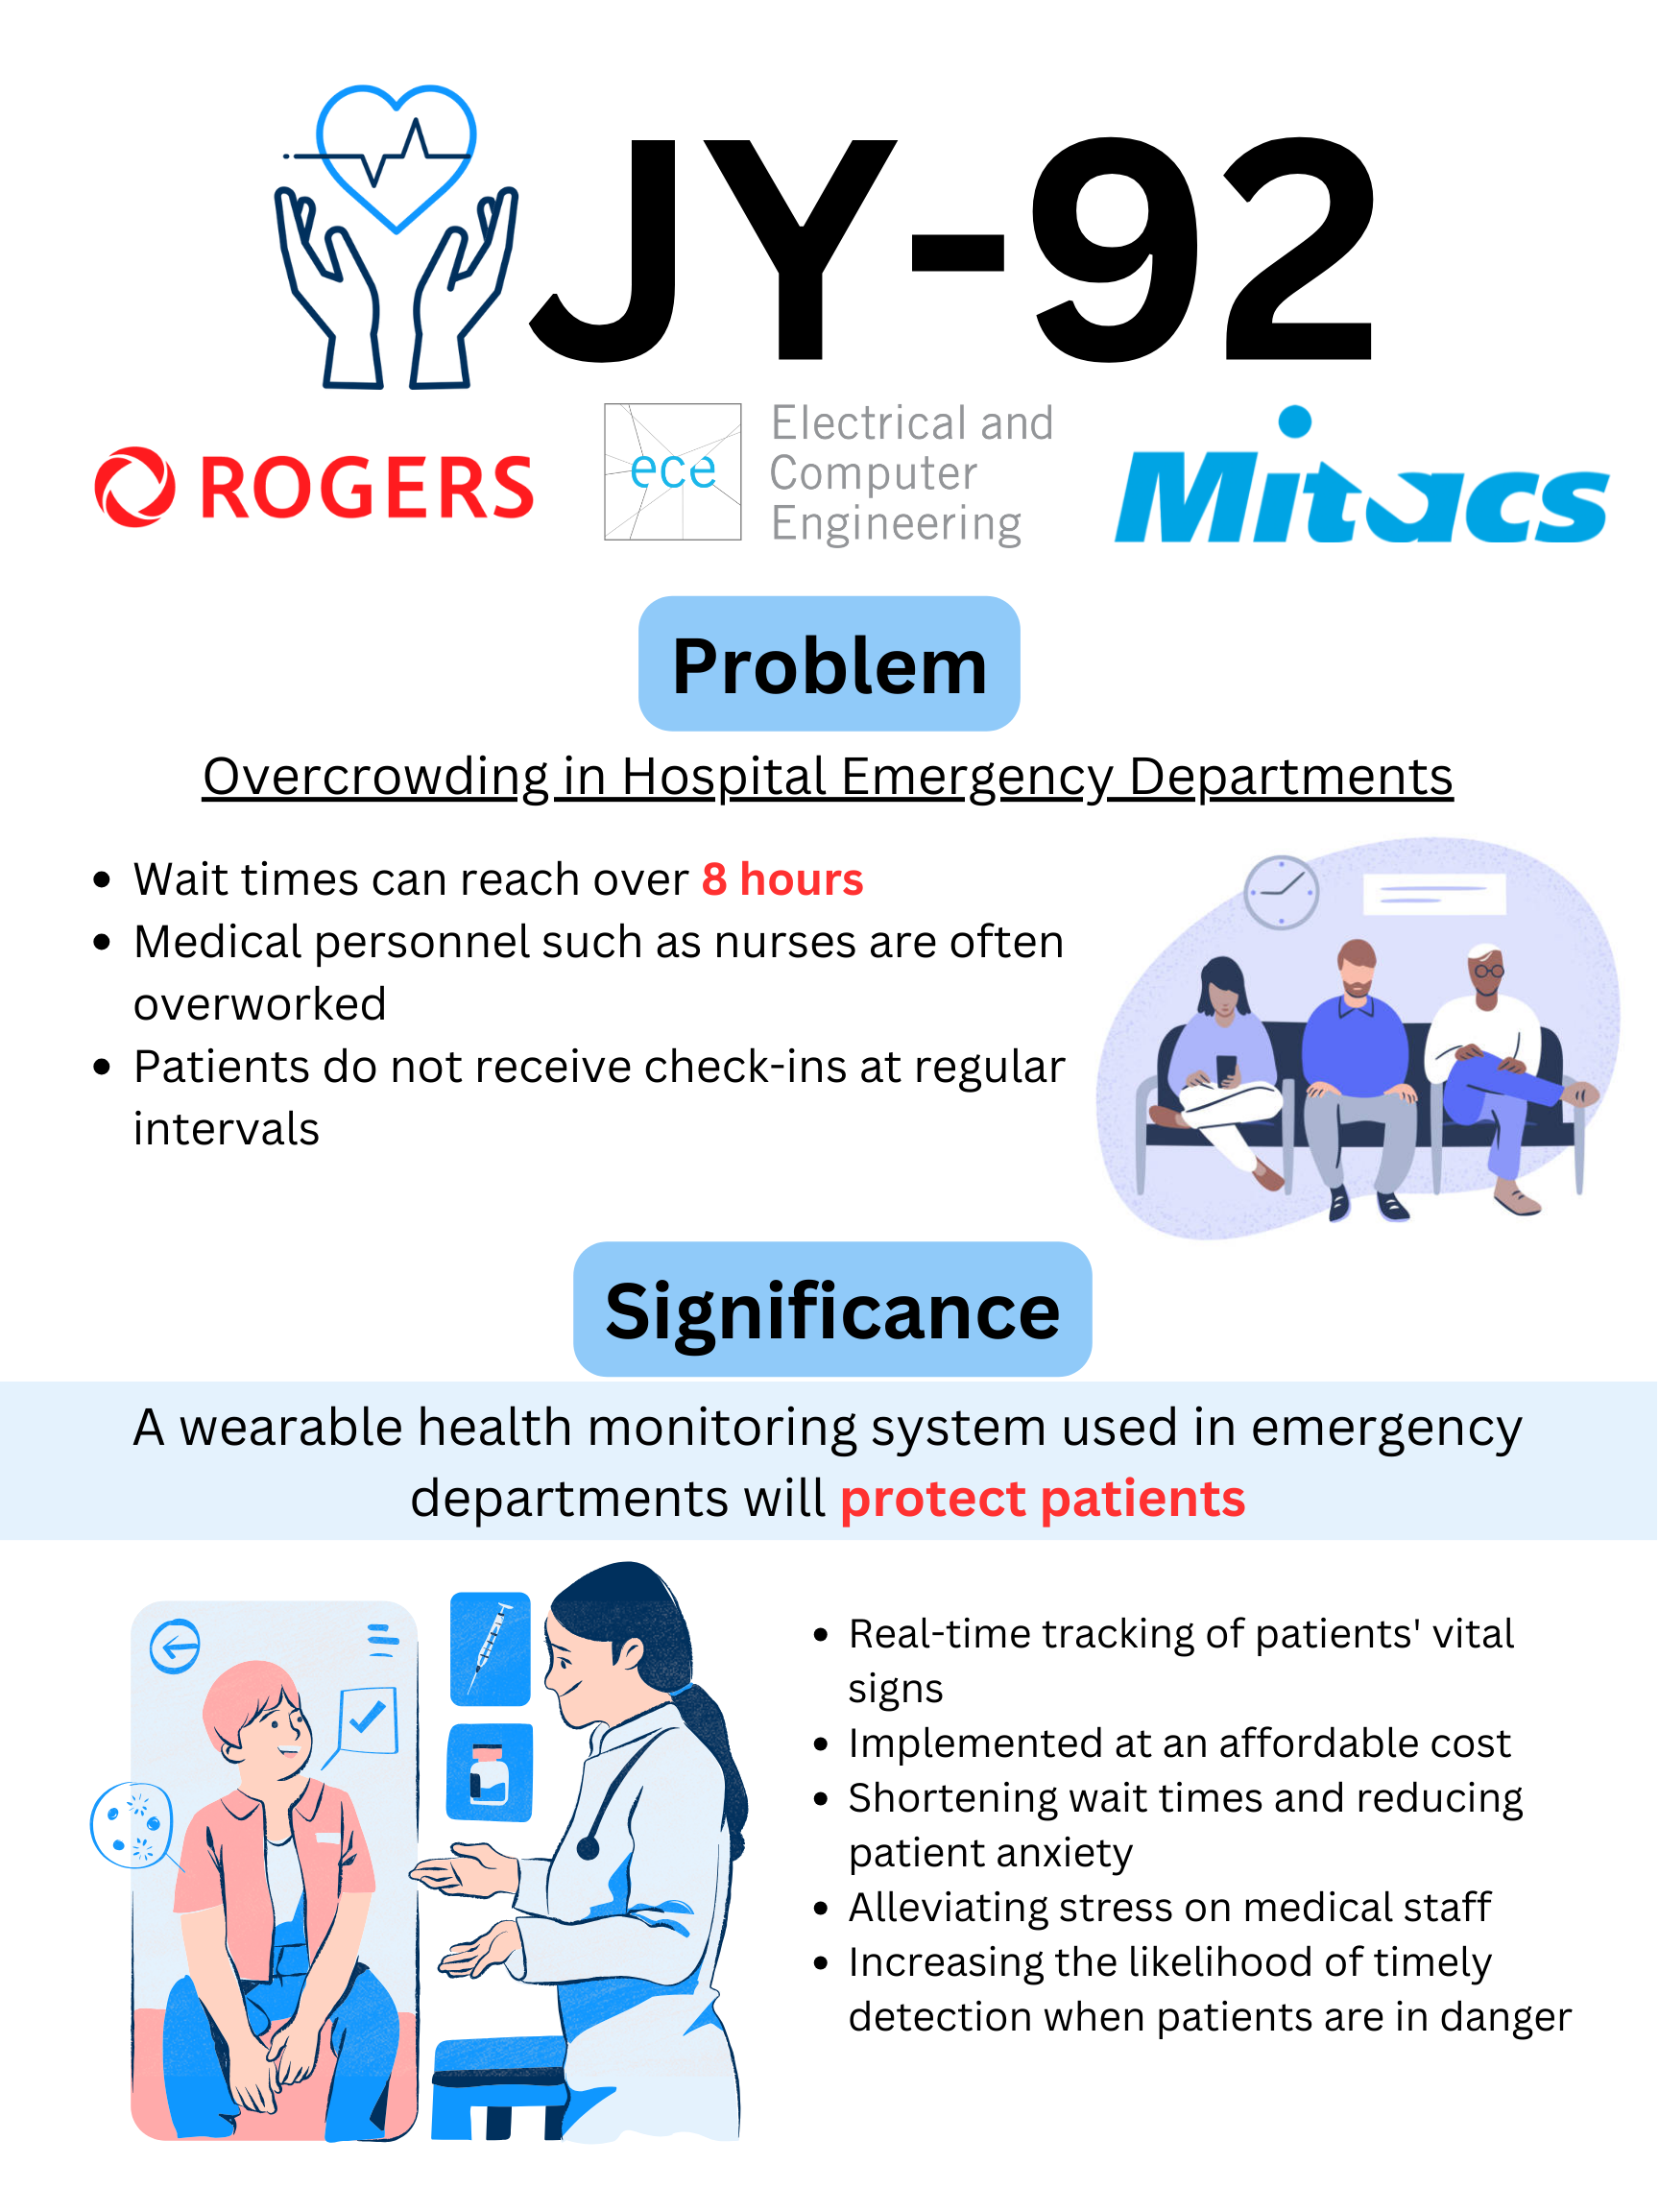 JY-92
ROGERS
ece
Electrical and
Computer
Engineering
Mitacs
Problem
Overcrowding in Hospital Emergency Departments
• Wait times can reach over 8 hours
• Medical personnel such as nurses are often
overworked
• Patients do not receive check-ins at regular
intervals
Significance
A wearable health monitoring system used in emergency
departments will protect patients
• Real-time tracking of patients' vital
signs
• Implemented at an affordable cost
• Shortening wait times and reducing
patient anxiety
• Alleviating stress on medical staff
• Increasing the likelihood of timely
detection when patients are in danger